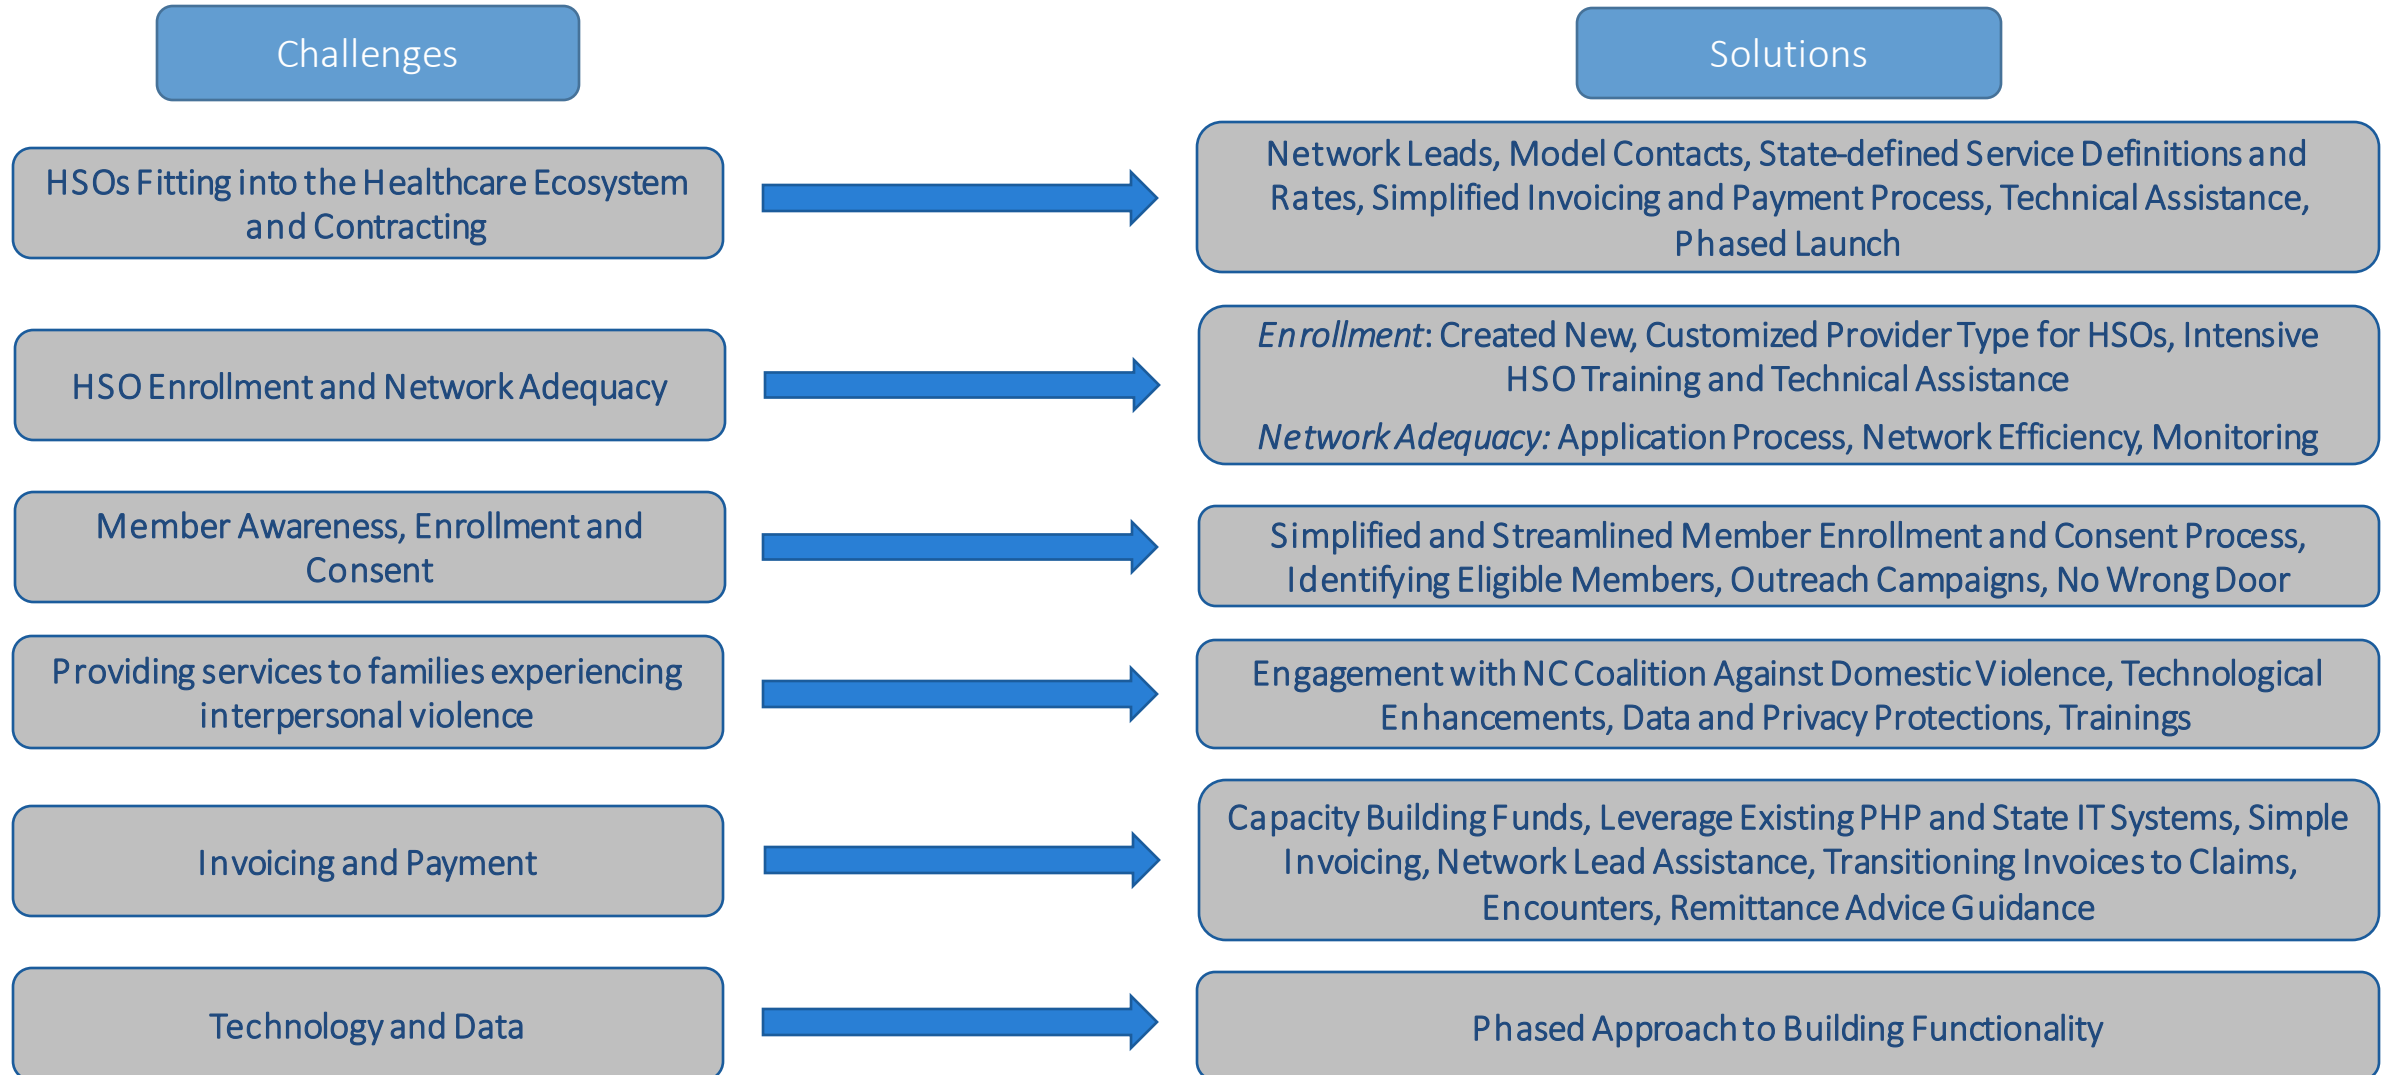 Challenges
Solutions
HSOs Fitting into the Healthcare Ecosystem
and Contracting
Network Leads, Model Contacts, State-defined Service Definitions and
Rates, Simplified Invoicing and Payment Process, Technical Assistance,
Phased Launch
HSO Enrollment and Network Adequacy
Enrollment: Created New, Customized Provider Type for HSOs, Intensive
HSO Training and Technical Assistance
Network Adequacy: Application Process, Network Efficiency, Monitoring
Member Awareness, Enrollment and
Consent
Simplified and Streamlined Member Enrollment and Consent Process,
Identifying Eligible Members, Outreach Campaigns, No Wrong Door
Providing services to families experiencing
interpersonal violence
Engagement with NC Coalition Against Domestic Violence, Technological
Enhancements, Data and Privacy Protections, Trainings
Invoicing and Payment
Capacity Building Funds, Leverage Existing PHP and State IT Systems, Simple
Invoicing, Network Lead Assistance, Transitioning Invoices to Claims,
Encounters, Remittance Advice Guidance
Technology and Data
Phased Approach to Building Functionality